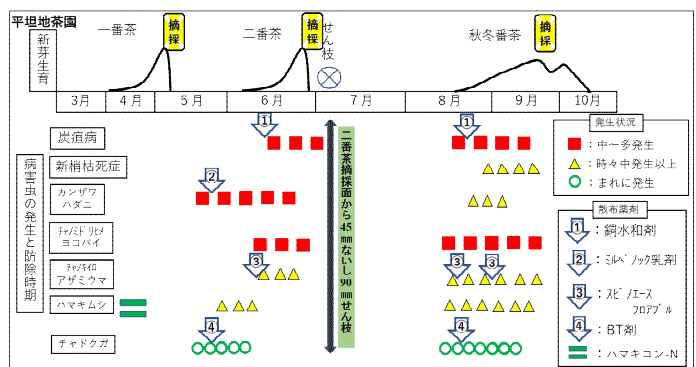 平坦地茶園
新芽生育
一番茶
摘採
二番茶
摘採
せん枝
秋冬番茶
摘採
3月
4月
5月
6月
7月
8月
9月
10月
病害虫の発生と防除時期
炭疽病
①
①
新梢枯死症
カンザワ
ハダニ
②
ﾁｬﾉﾐﾄﾞﾘﾋﾒ
ヨコバイ
ﾁｬﾉｷｲﾛ
アザミウマ
③
③
③
ハマキムシ
チャドクガ
④
④
二番茶摘採面から45㎜ないし90㎜せん枝
発生状況
：中ー多発生
：時々中発生以上
：まれに発生
散布薬剤
①：銅水和剤
②：ﾐﾙﾍﾞﾉｯｸ乳剤
③：ｽﾋﾟﾉｴース
フロアブル
④：BT剤
：ハマキコン-N